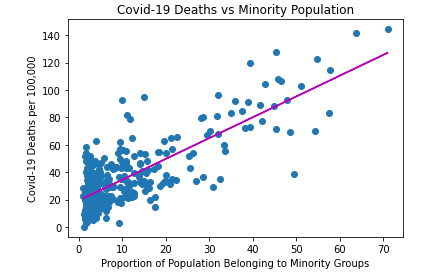 Covid-19 Deaths vs Minority Population
Covid-19 Deaths per 100,000
140
120
100
80
60
40
20
0
0 10 20 30 40 50 60 70
Proportion of Population Belonging to Minority Groups